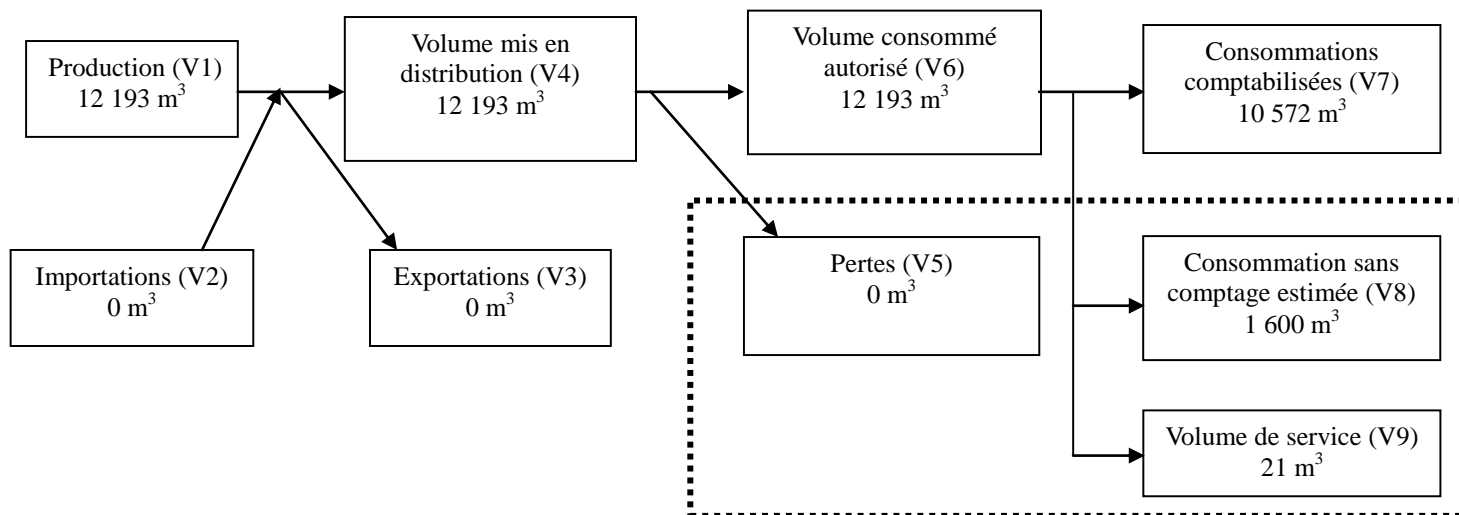 Production (V1)
12 193 m³
Volume mis en
distribution (V4)
12 193 m³
Volume consommé
autorisé (V6)
12 193 m³
Consommations
comptabilisées (V7)
10 572 m³
Importations (V2)
0 m³
Exportations (V3)
0 m³
Pertes (V5)
0 m³
Consommation sans
comptage estimée (V8)
1 600 m³
Volume de service (V9)
21 m³